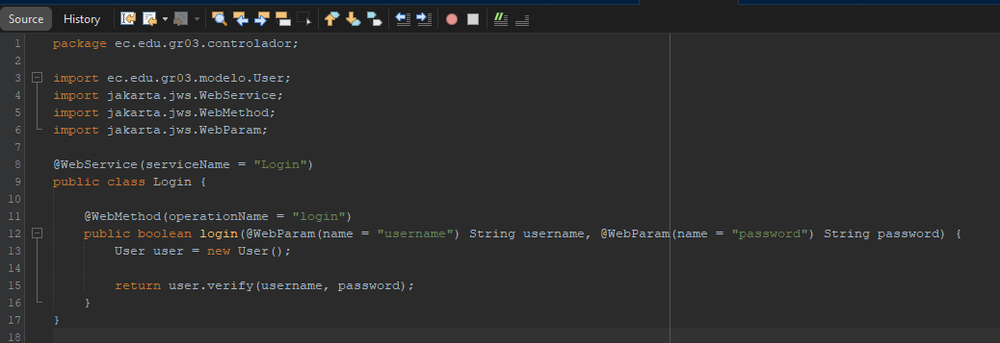 Source History
1 package ec.edu.gr03.controlador;
2
3 import ec.edu.gr03.modelo.User;
4 import jakarta.jws.WebService;
5 import jakarta.jws.WebMethod;
6 import jakarta.jws.WebParam;
7
8 @WebService(serviceName = "Login")
9 public class Login {
10
11 @WebMethod(operationName = "login")
12 public boolean login(@WebParam(name = "username") String username, @WebParam(name = "password") String password) {
13 User user = new User();
14
15 return user.verify(username, password);
16 }
17 }
18